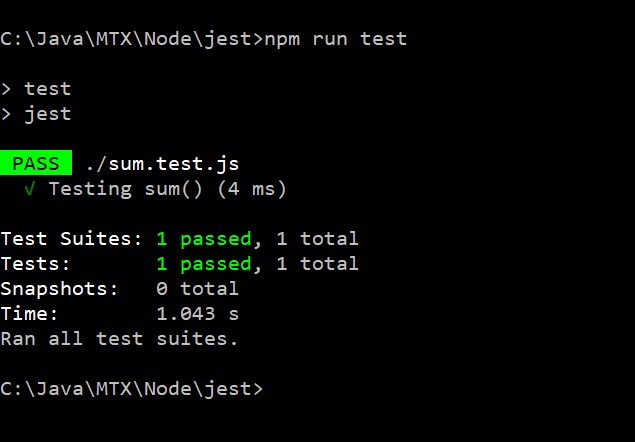 C:\Java\MTX\Node\jest>npm run test
> test
> jest
PASS ./sum.test.js
√ Testing sum() (4 ms)
Test Suites: 1 passed, 1 total
Tests: 1 passed, 1 total
Snapshots: 0 total
Time: 1.043 s
Ran all test suites.
C:\Java\MTX\Node\jest>